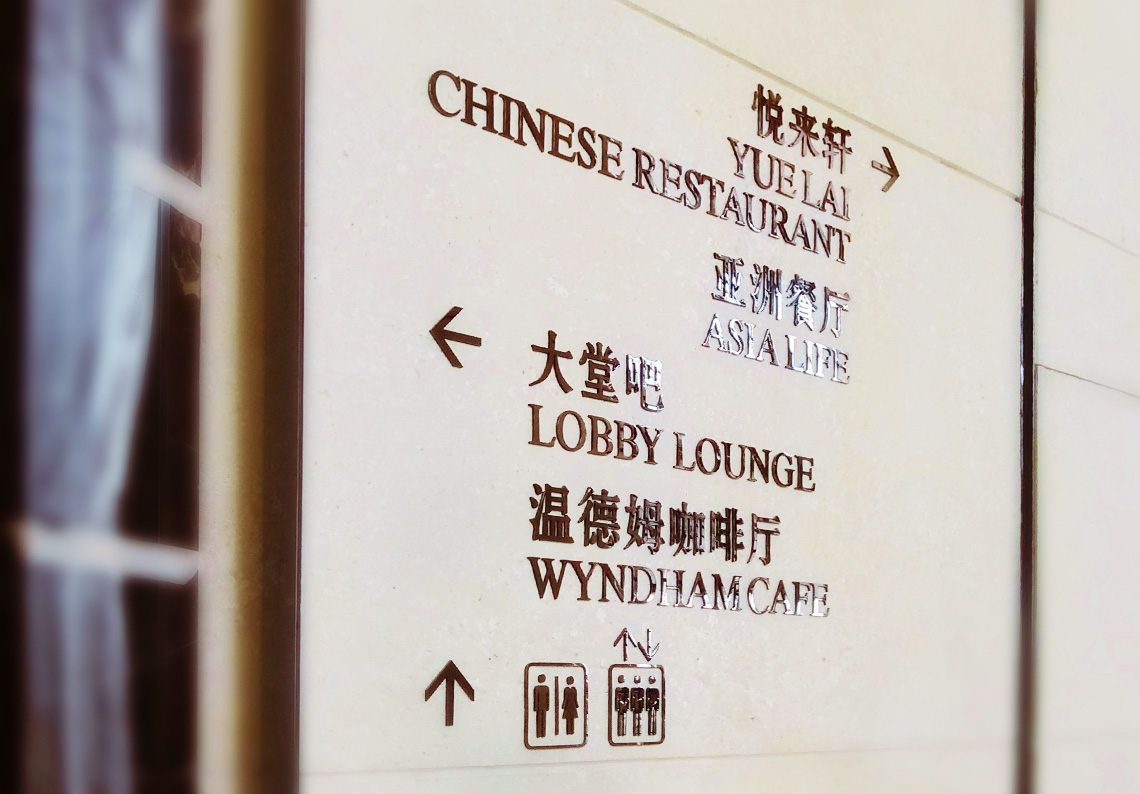 悦来轩
YUE LAI
CHINESE RESTAURANT
亚洲餐厅
ASIA LIFE
大堂吧
LOBBY LOUNGE
温德姆咖啡厅
WYNDHAM CAFE